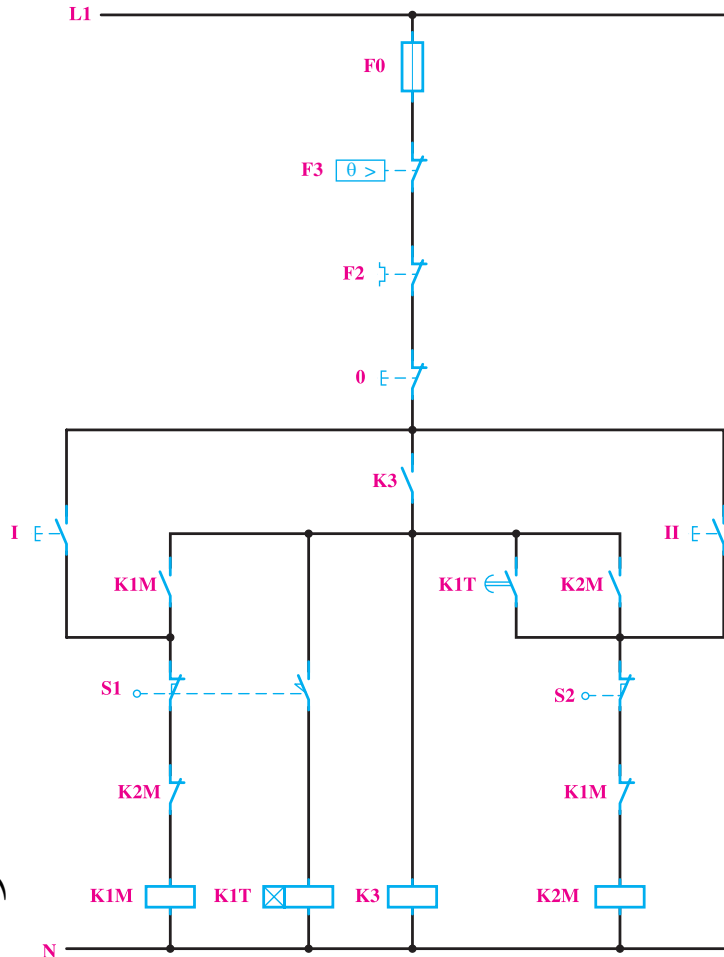 L1
F0
F3 θ >
F2
0
K3
I II
K1M K1T K2M
S1 S2
K2M K1M
K1M K1T K3 K2M
N